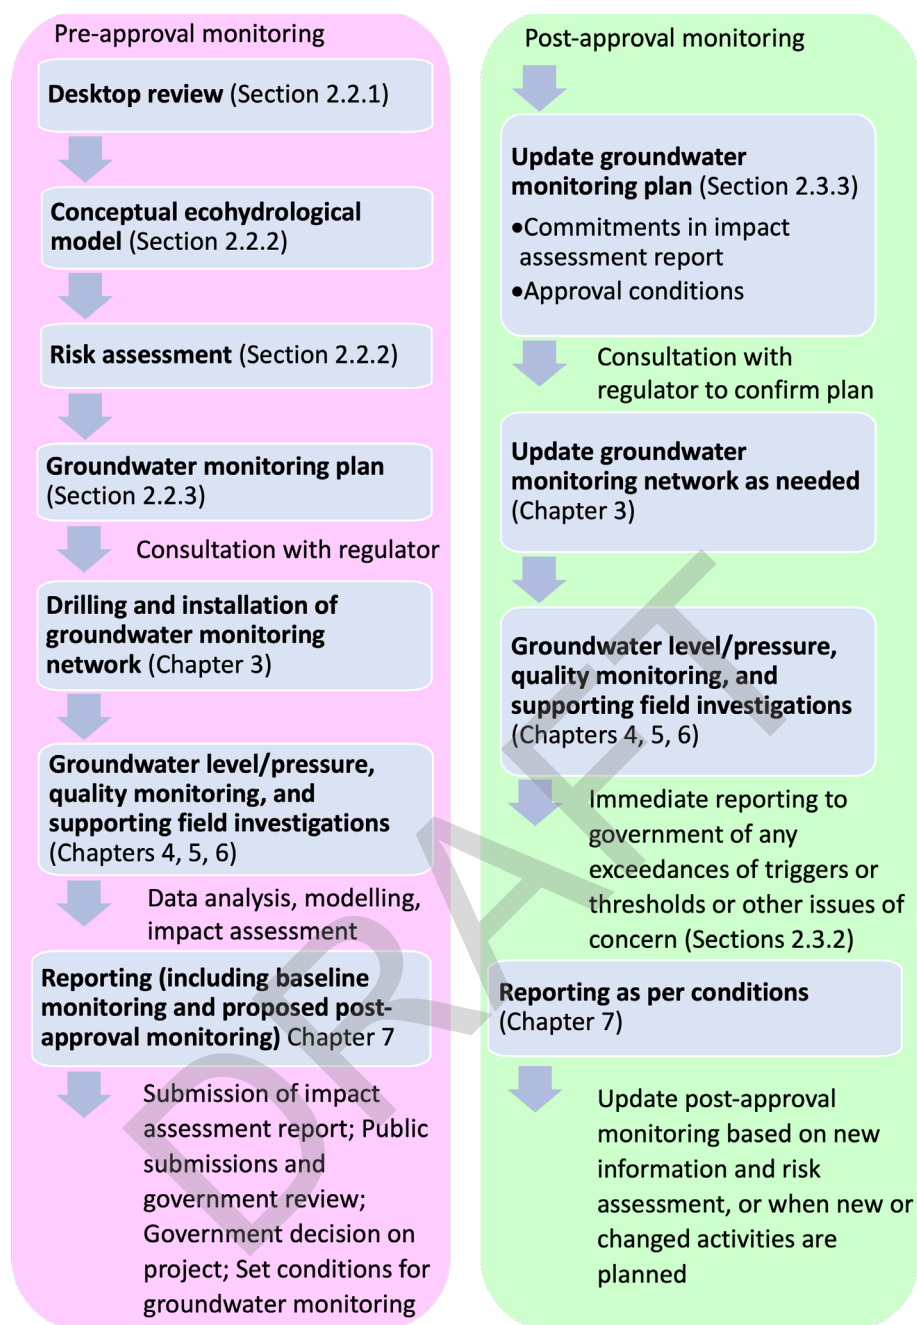 Pre-approval monitoring
Desktop review (Section 2.2.1)
Conceptual ecohydrological
model (Section 2.2.2)
Risk assessment (Section 2.2.2)
Groundwater monitoring plan
(Section 2.2.3)
Consultation with regulator
Drilling and installation of
groundwater monitoring
network (Chapter 3)
Groundwater level/pressure,
quality monitoring, and
supporting field investigations
(Chapters 4, 5, 6)
Data analysis, modelling,
impact assessment
Reporting (including baseline
monitoring and proposed post-
approval monitoring) Chapter 7
Submission of impact
assessment report; Public
submissions and
government review;
Government decision on
project; Set conditions for
groundwater monitoring
Post-approval monitoring
Update groundwater
monitoring plan (Section 2.3.3)
•Commitments in impact
assessment report
•Approval conditions
Consultation with
regulator to confirm plan
Update groundwater
monitoring network as needed
(Chapter 3)
Groundwater level/pressure,
quality monitoring, and
supporting field investigations
(Chapters 4, 5, 6)
Immediate reporting to
government of any
exceedances of triggers or
thresholds or other issues of
concern (Sections 2.3.2)
Reporting as per conditions
(Chapter 7)
Update post-approval
monitoring based on new
information and risk
assessment, or when new or
changed activities are
planned
DRAFT